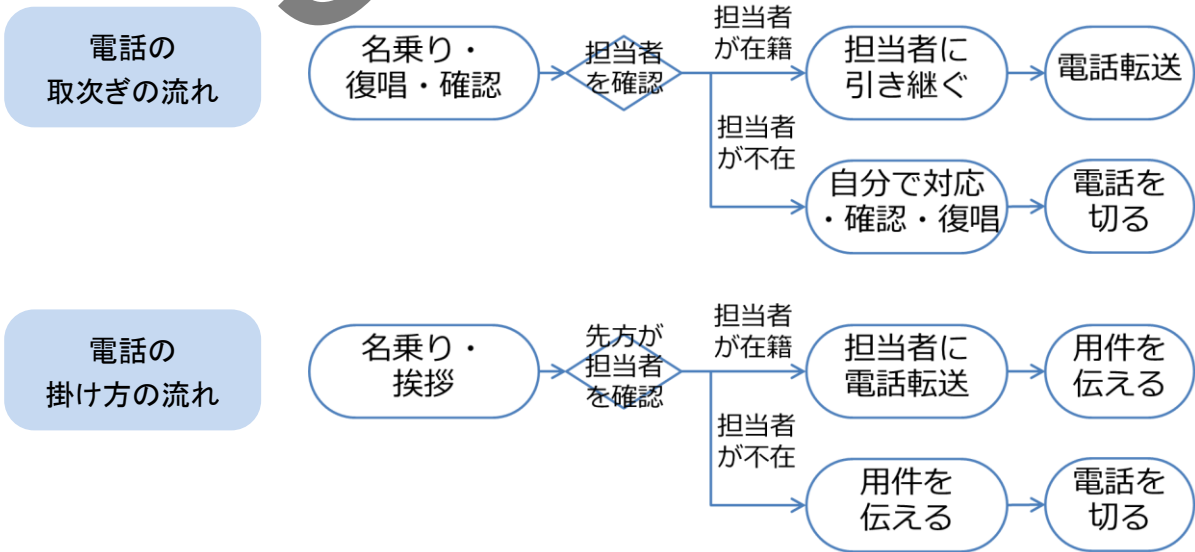 電話の
取次ぎの流れ
名乗り・
復唱・確認
担当者
を確認
担当者
が在籍
担当者に
引き継ぐ
電話転送
担当者
が不在
自分で対応
・確認・復唱
電話を
切る
電話の
掛け方の流れ
名乗り・
挨拶
先方が
担当者
を確認
担当者
が在籍
担当者に
電話転送
用件を
伝える
担当者
が不在
用件を
伝える
電話を
切る